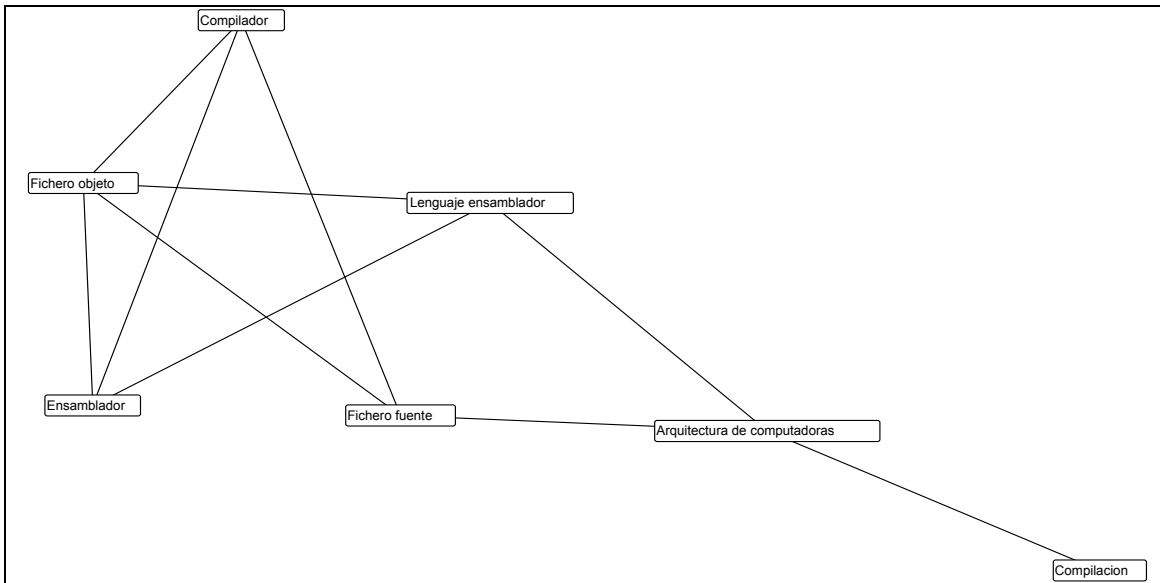 Compilador
Fichero objeto
Lenguaje ensamblador
Ensamblador
Fichero fuente
Arquitectura de computadoras
Compilacion